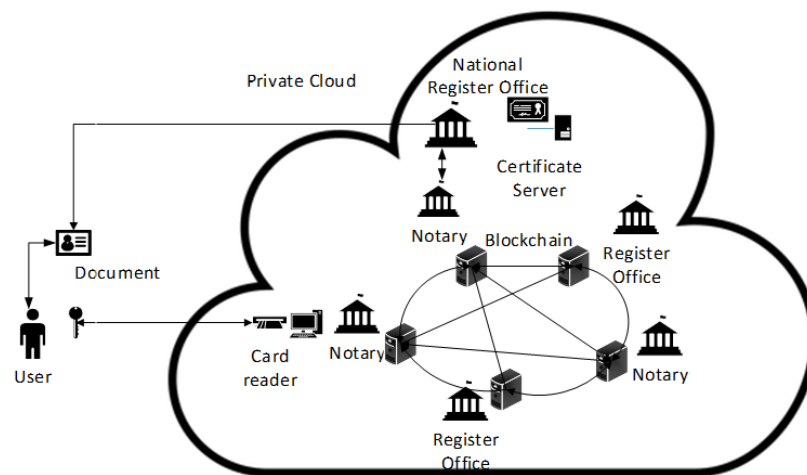 National
Register Office
Private Cloud
Certificate
Server
Notary
Blockchain
Register
Office
Document
User
Card
reader
Notary
Notary
Register
Office